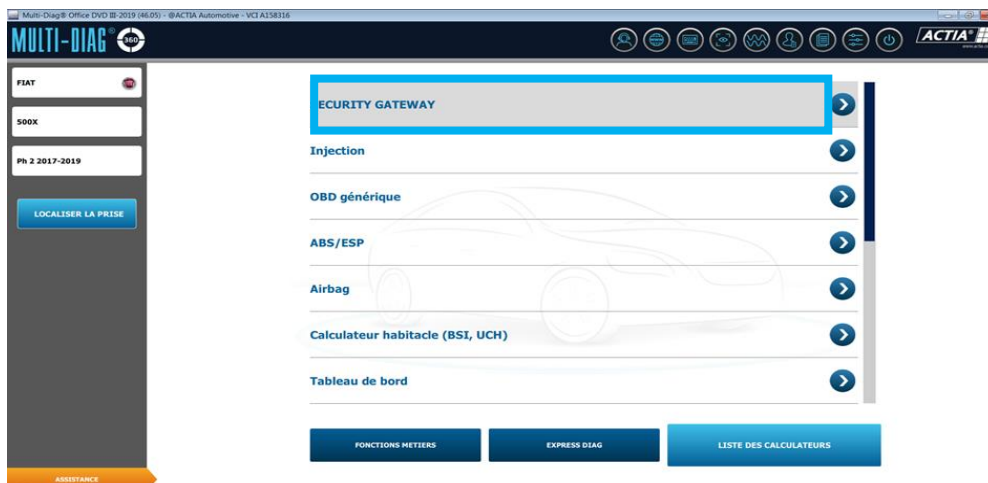 Multi-Diag® Office DVD III-2019 (46.05) - @ACTIA Automotive - VCI A158316
MULTI-DIAG® 360
ACTIA®
FIAT
500X
Ph 2 2017-2019
LOCALISER LA PRISE
ECURITY GATEWAY
Injection
OBD générique
ABS/ESP
Airbag
Calculateur habitacle (BSI, UCH)
Tableau de bord
FONCTIONS METIERS
EXPRESS DIAG
LISTE DES CALCULATEURS
ASSISTANCE